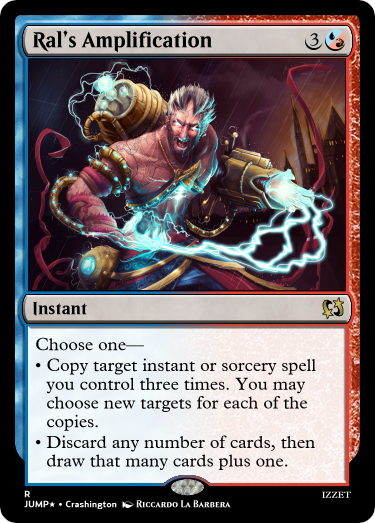 Ral's Amplification 3
Instant
Choose one—
• Copy target instant or sorcery spell
you control three times. You may
choose new targets for each of the
copies.
• Discard any number of cards, then
draw that many cards plus one.
R IZZET
JUMP★ • Crashington Riccardo La Barbera